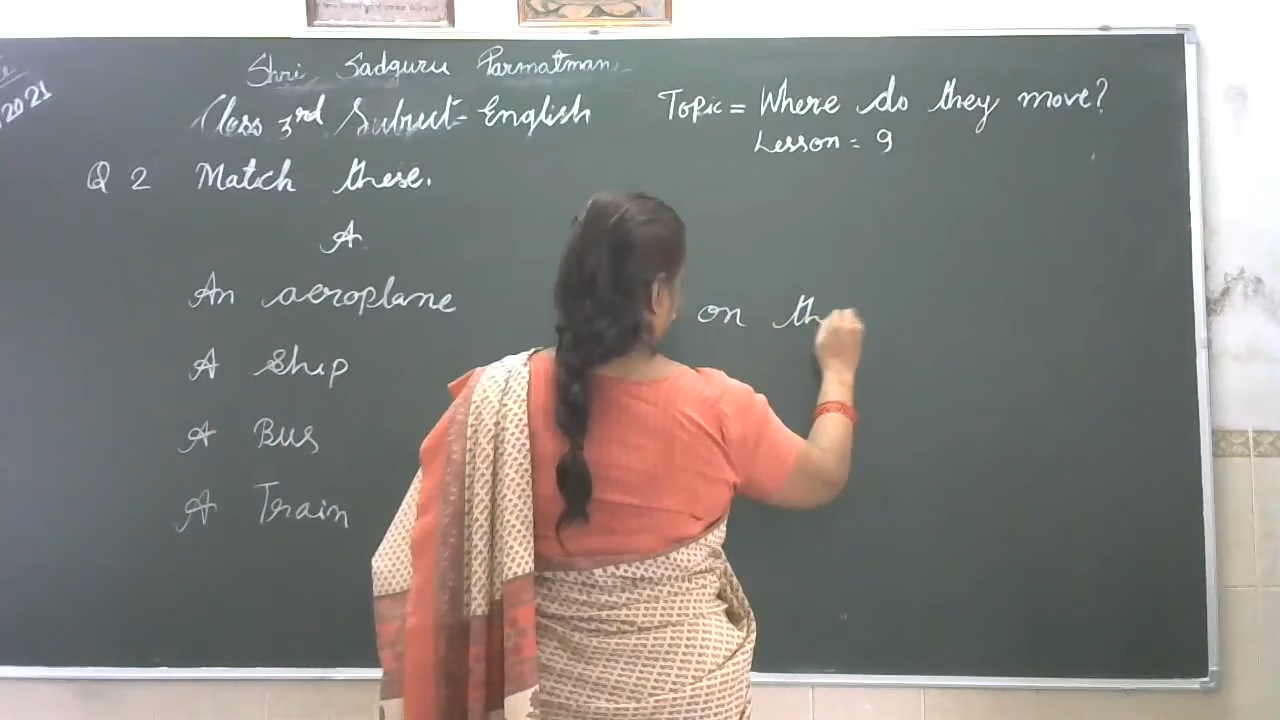 2021
Shri Sadguru Parmatman
Class 3rd Subject - English
Topic = Where do they move?
Lesson = 9
Q 2 Match these.
A
An aeroplane
on th
A Ship
A Bus
A Train